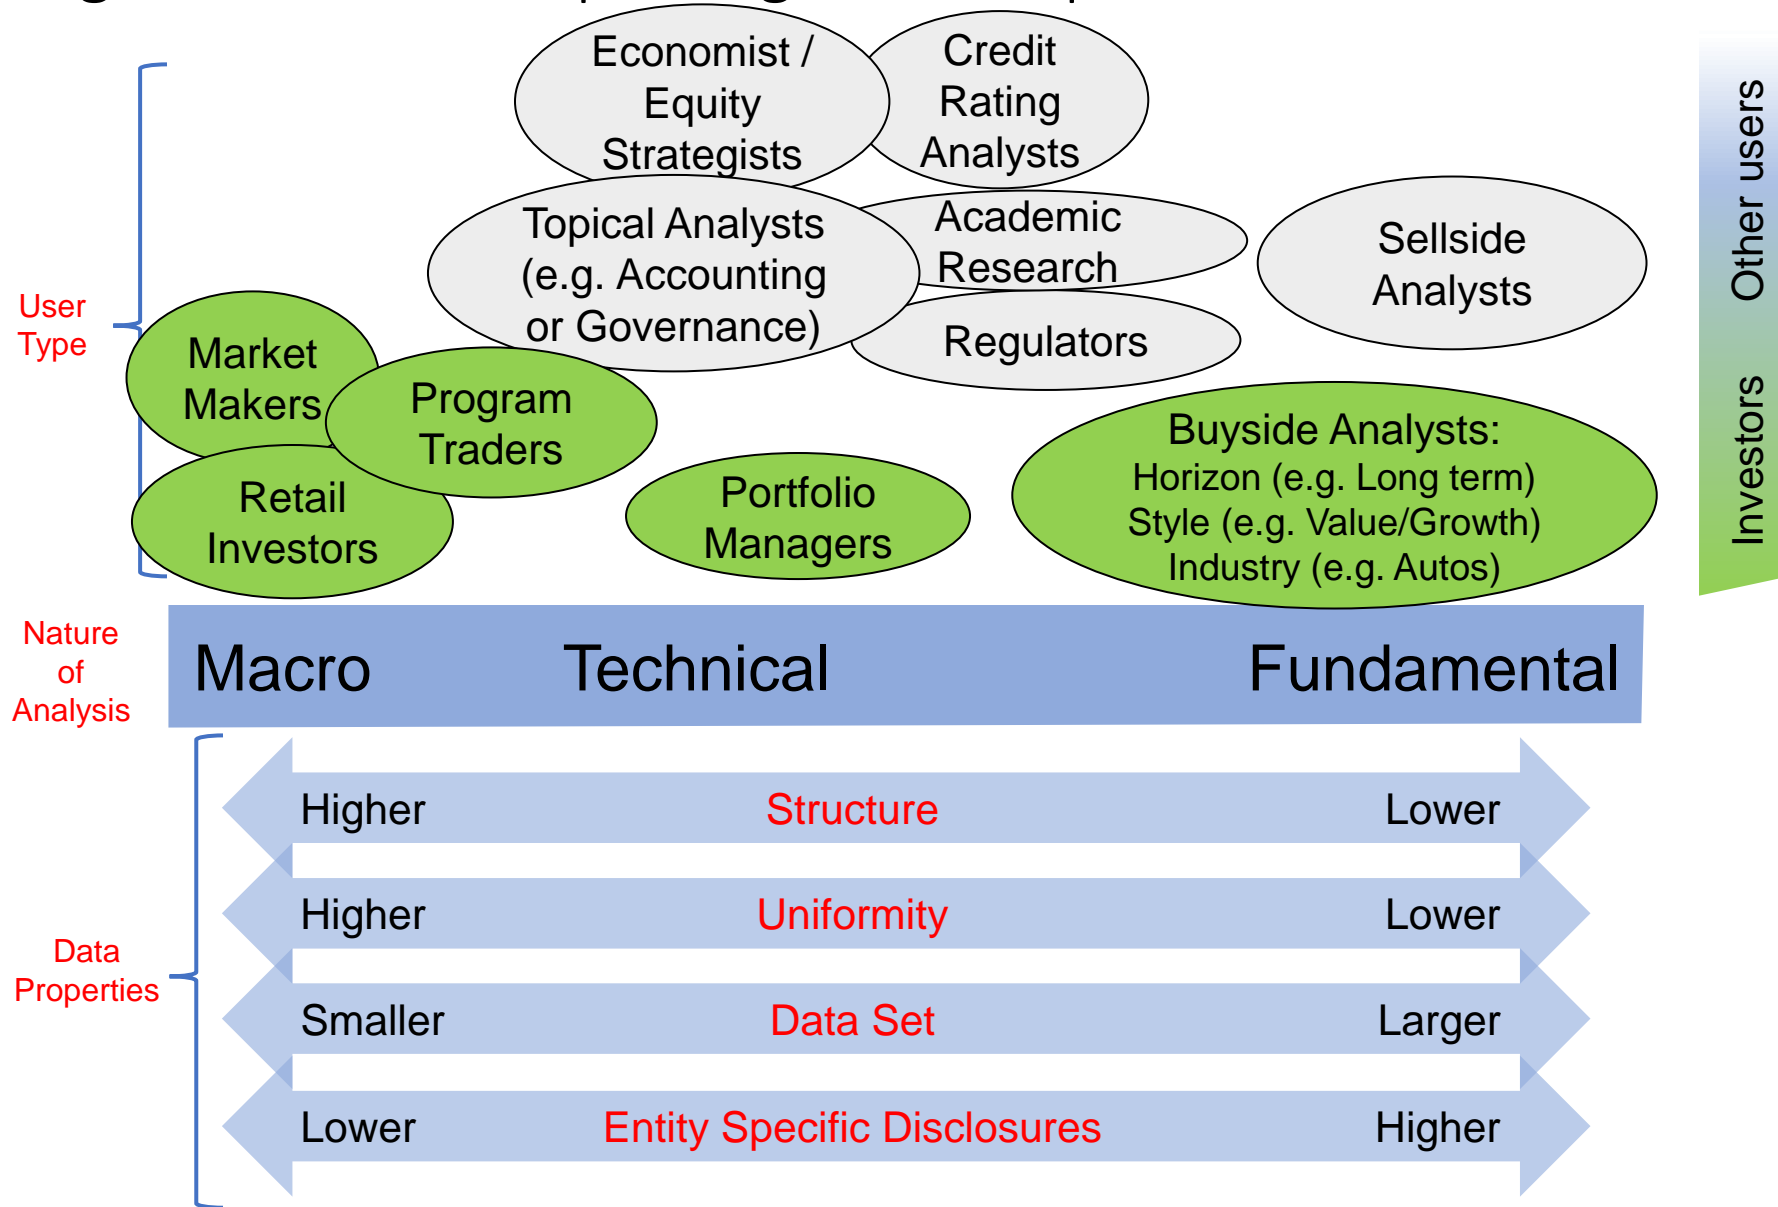 Economist /
Equity
Strategists
Credit
Rating
Analysts
Topical Analysts
(e.g. Accounting
or Governance)
Academic
Research
Regulators
Sellside
Analysts
Other users
Investors
User
Type
Market
Makers
Program
Traders
Retail
Investors
Portfolio
Managers
Buyside Analysts:
Horizon (e.g. Long term)
Style (e.g. Value/Growth)
Industry (e.g. Autos)
Nature
of
Analysis
Macro Technical Fundamental
Data
Properties
Higher Structure Lower
Higher Uniformity Lower
Smaller Data Set Larger
Lower Entity Specific Disclosures Higher